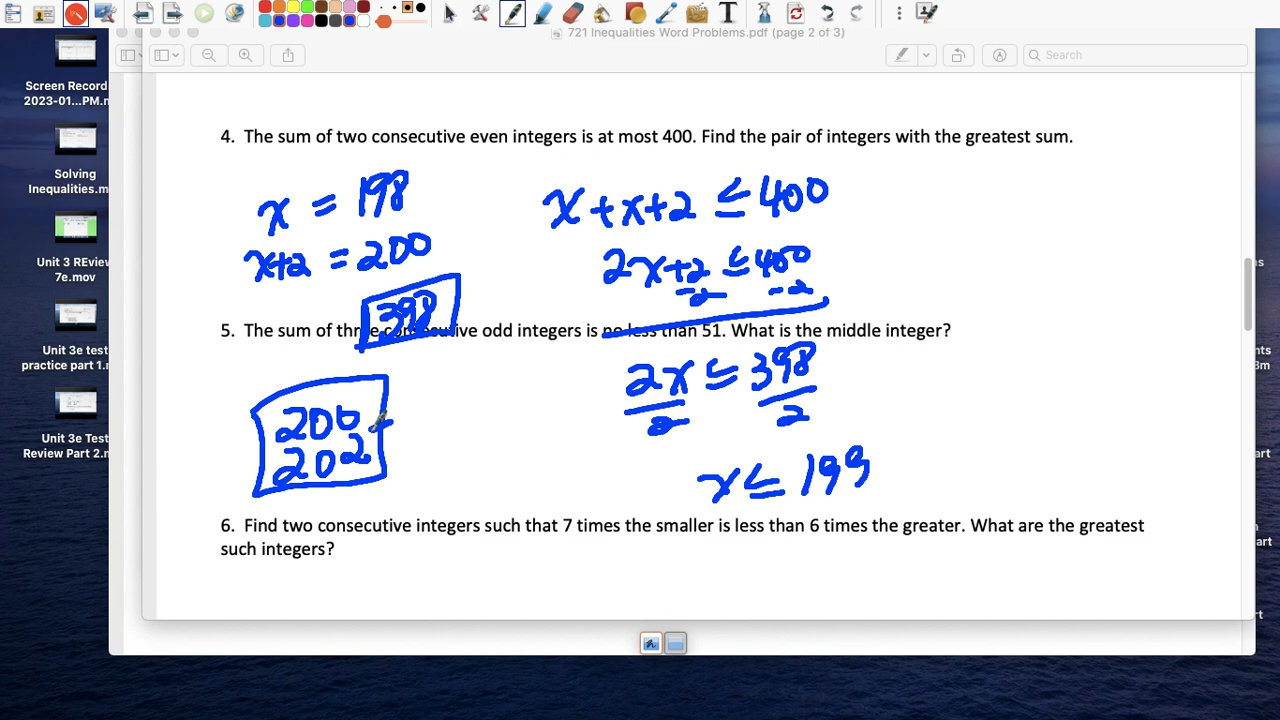 721 Inequalities Word Problems.pdf (page 2 of 3)
Search
Screen Record
2023-01...PM.m
Solving
Inequalities.m
Unit 3 REview
7e.mov
Unit 3e test
practice part 1.m
Unit 3e Test
Review Part 2.m
4. The sum of two consecutive even integers is at most 400. Find the pair of integers with the greatest sum.
x = 198
x+2 = 200
398
x+x+2 ≤ 400
2x+2 ≤ 400
-2 -2
5. The sum of three consecutive odd integers is no less than 51. What is the middle integer?
2x ≤ 398
2 2
x ≤ 199
200
202
6. Find two consecutive integers such that 7 times the smaller is less than 6 times the greater. What are the greatest
such integers?